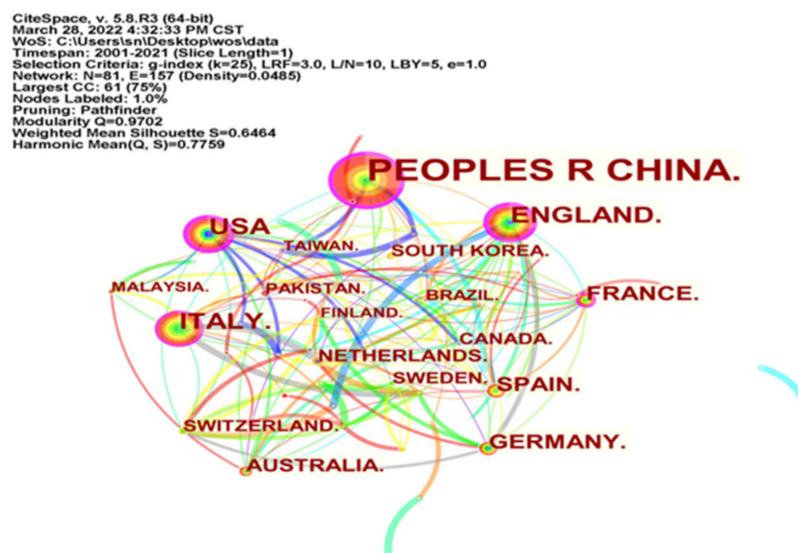 CiteSpace, v. 5.8.R3 (64-bit)
March 28, 2022 4:32:33 PM CST
WoS: C:\Users\sn\Desktop\wos\data
Timespan: 2001-2021 (Slice Length=1)
Selection Criteria: g-index (k=25), LRF=3.0, L/N=10, LBY=5, e=1.0
Network: N=81, E=157 (Density=0.0485)
Largest CC: 61 (75%)
Nodes Labeled: 1.0%
Pruning: Pathfinder
Modularity Q=0.9702
Weighted Mean Silhouette S=0.6464
Harmonic Mean(Q, S)=0.7759
PEOPLES R CHINA.
ENGLAND.
USA
TAIWAN.
SOUTH KOREA.
MALAYSIA.
PAKISTAN.
BRAZIL.
FRANCE.
FINLAND.
ITALY.
CANADA.
NETHERLANDS.
SWEDEN.
SPAIN.
SWITZERLAND.
GERMANY.
AUSTRALIA.